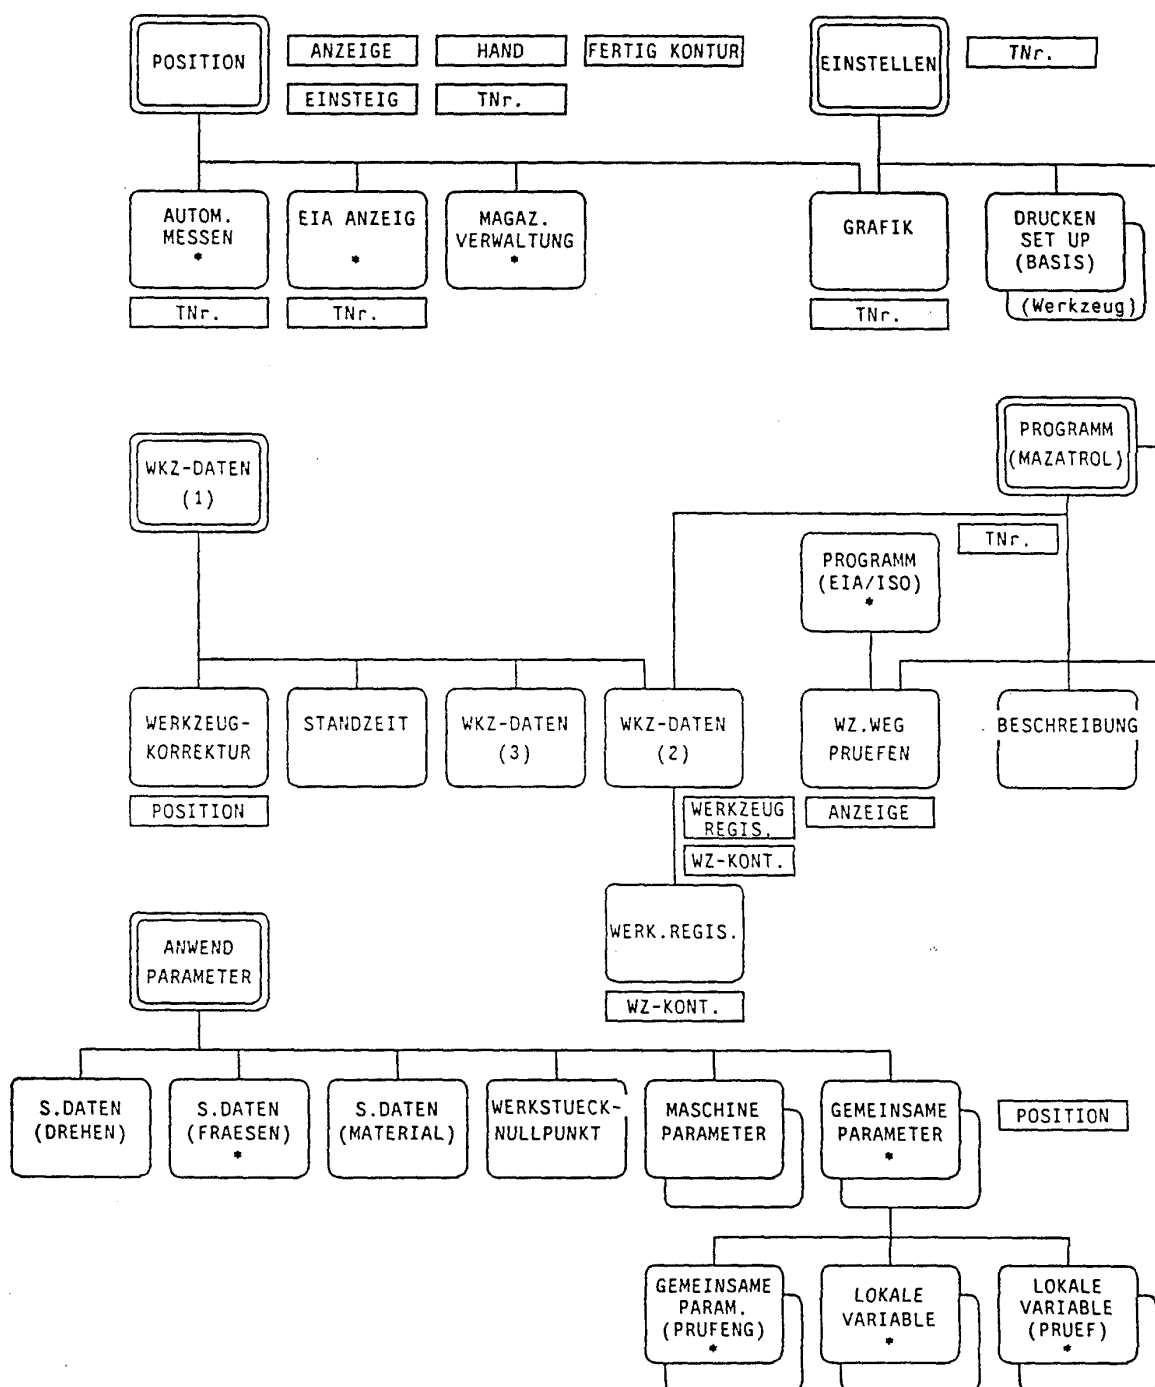 POSITION
ANZEIGE
HAND
FERTIG KONTUR
EINSTEIG
TNr.
EINSTELLEN
TNr.
AUTOM.
MESSEN
*
TNr.
EIA ANZEIG
*
TNr.
MAGAZ.
VERWALTUNG
*
GRAFIK
TNr.
DRUCKEN
SET UP
(BASIS)
(Werkzeug)
WKZ-DATEN
(1)
PROGRAMM
(MAZATROL)
TNr.
PROGRAMM
(EIA/ISO)
*
WERKZEUG-
KORREKTUR
POSITION
STANDZEIT
WKZ-DATEN
(3)
WKZ-DATEN
(2)
WZ.WEG
PRUEFEN
ANZEIGE
BESCHREIBUNG
WERKZEUG
REGIS.
WZ-KONT.
WERK.REGIS.
WZ-KONT.
ANWEND
PARAMETER
S.DATEN
(DREHEN)
S.DATEN
(FRAESEN)
*
S.DATEN
(MATERIAL)
WERKSTUECK-
NULLPUNKT
MASCHINE
PARAMETER
GEMEINSAME
PARAMETER
*
POSITION
GEMEINSAME
PARAM.
(PRUFENG)
*
LOKALE
VARIABLE
*
LOKALE
VARIABLE
(PRUEF)
*